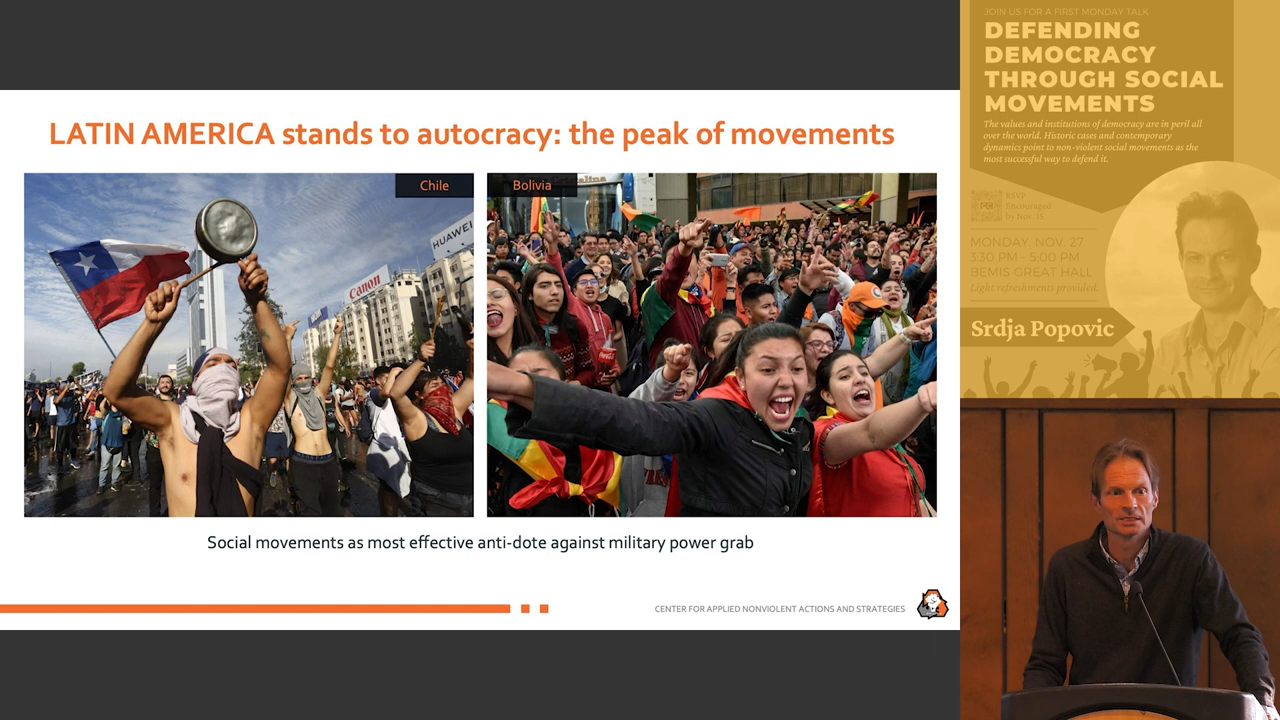 LATIN AMERICA stands to autocracy: the peak of movements
Chile
HUAWEI
Canon
Bolivia
Social movements as most effective anti-dote against military power grab
CENTER FOR APPLIED NONVIOLENT ACTIONS AND STRATEGIES
JOIN US FOR A FIRST MONDAY TALK
DEFENDING
DEMOCRACY
THROUGH SOCIAL
MOVEMENTS
The values and institutions of democracy are in peril all
over the world. Historic cases and contemporary
dynamics point to non-violent social movements as the
most successful way to defend it.
RSVP
Encouraged
by Nov. 15
MONDAY, NOV. 27
3:30 PM - 5:00 PM
BEMIS GREAT HALL
Light refreshments provided.
Srdja Popovic